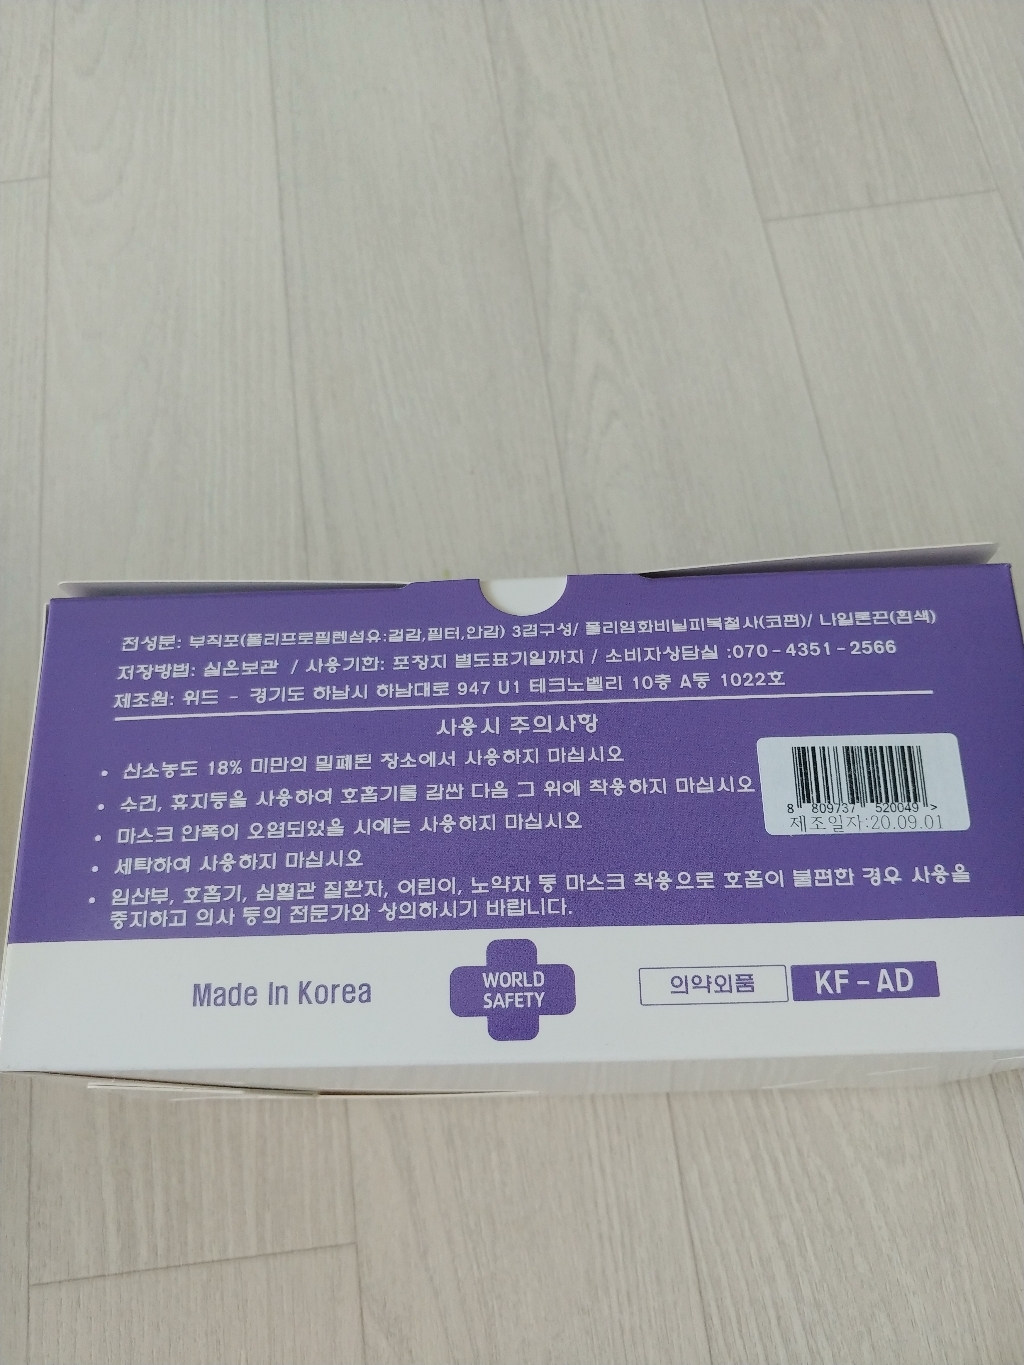 전성분: 부직포(폴리프로필렌섬유:겉감,필터,안감) 3겹구성/ 폴리염화비닐피복철사(코편)/ 나일론끈(흰색)
저장방법: 실온보관 / 사용기한: 포장지 별도표기일까지 / 소비자상담실 :070-4351-2566
제조원: 위드 - 경기도 하남시 하남대로 947 U1 테크노벨리 10층 A동 1022호
사용시 주의사항
• 산소농도 18% 미만의 밀폐된 장소에서 사용하지 마십시오
• 수건, 휴지등을 사용하여 호흡기를 감싼 다음 그 위에 착용하지 마십시오
• 마스크 안쪽이 오염되었을 시에는 사용하지 마십시오
• 세탁하여 사용하지 마십시오
• 임산부, 호흡기, 심혈관 질환자, 어린이, 노약자 등 마스크 착용으로 호흡이 불편한 경우 사용을
중지하고 의사 등의 전문가와 상의하시기 바랍니다.
8 809737 520049 >
제조일자:20.09.01
Made In Korea
WORLD
SAFETY
의약외품
KF-AD